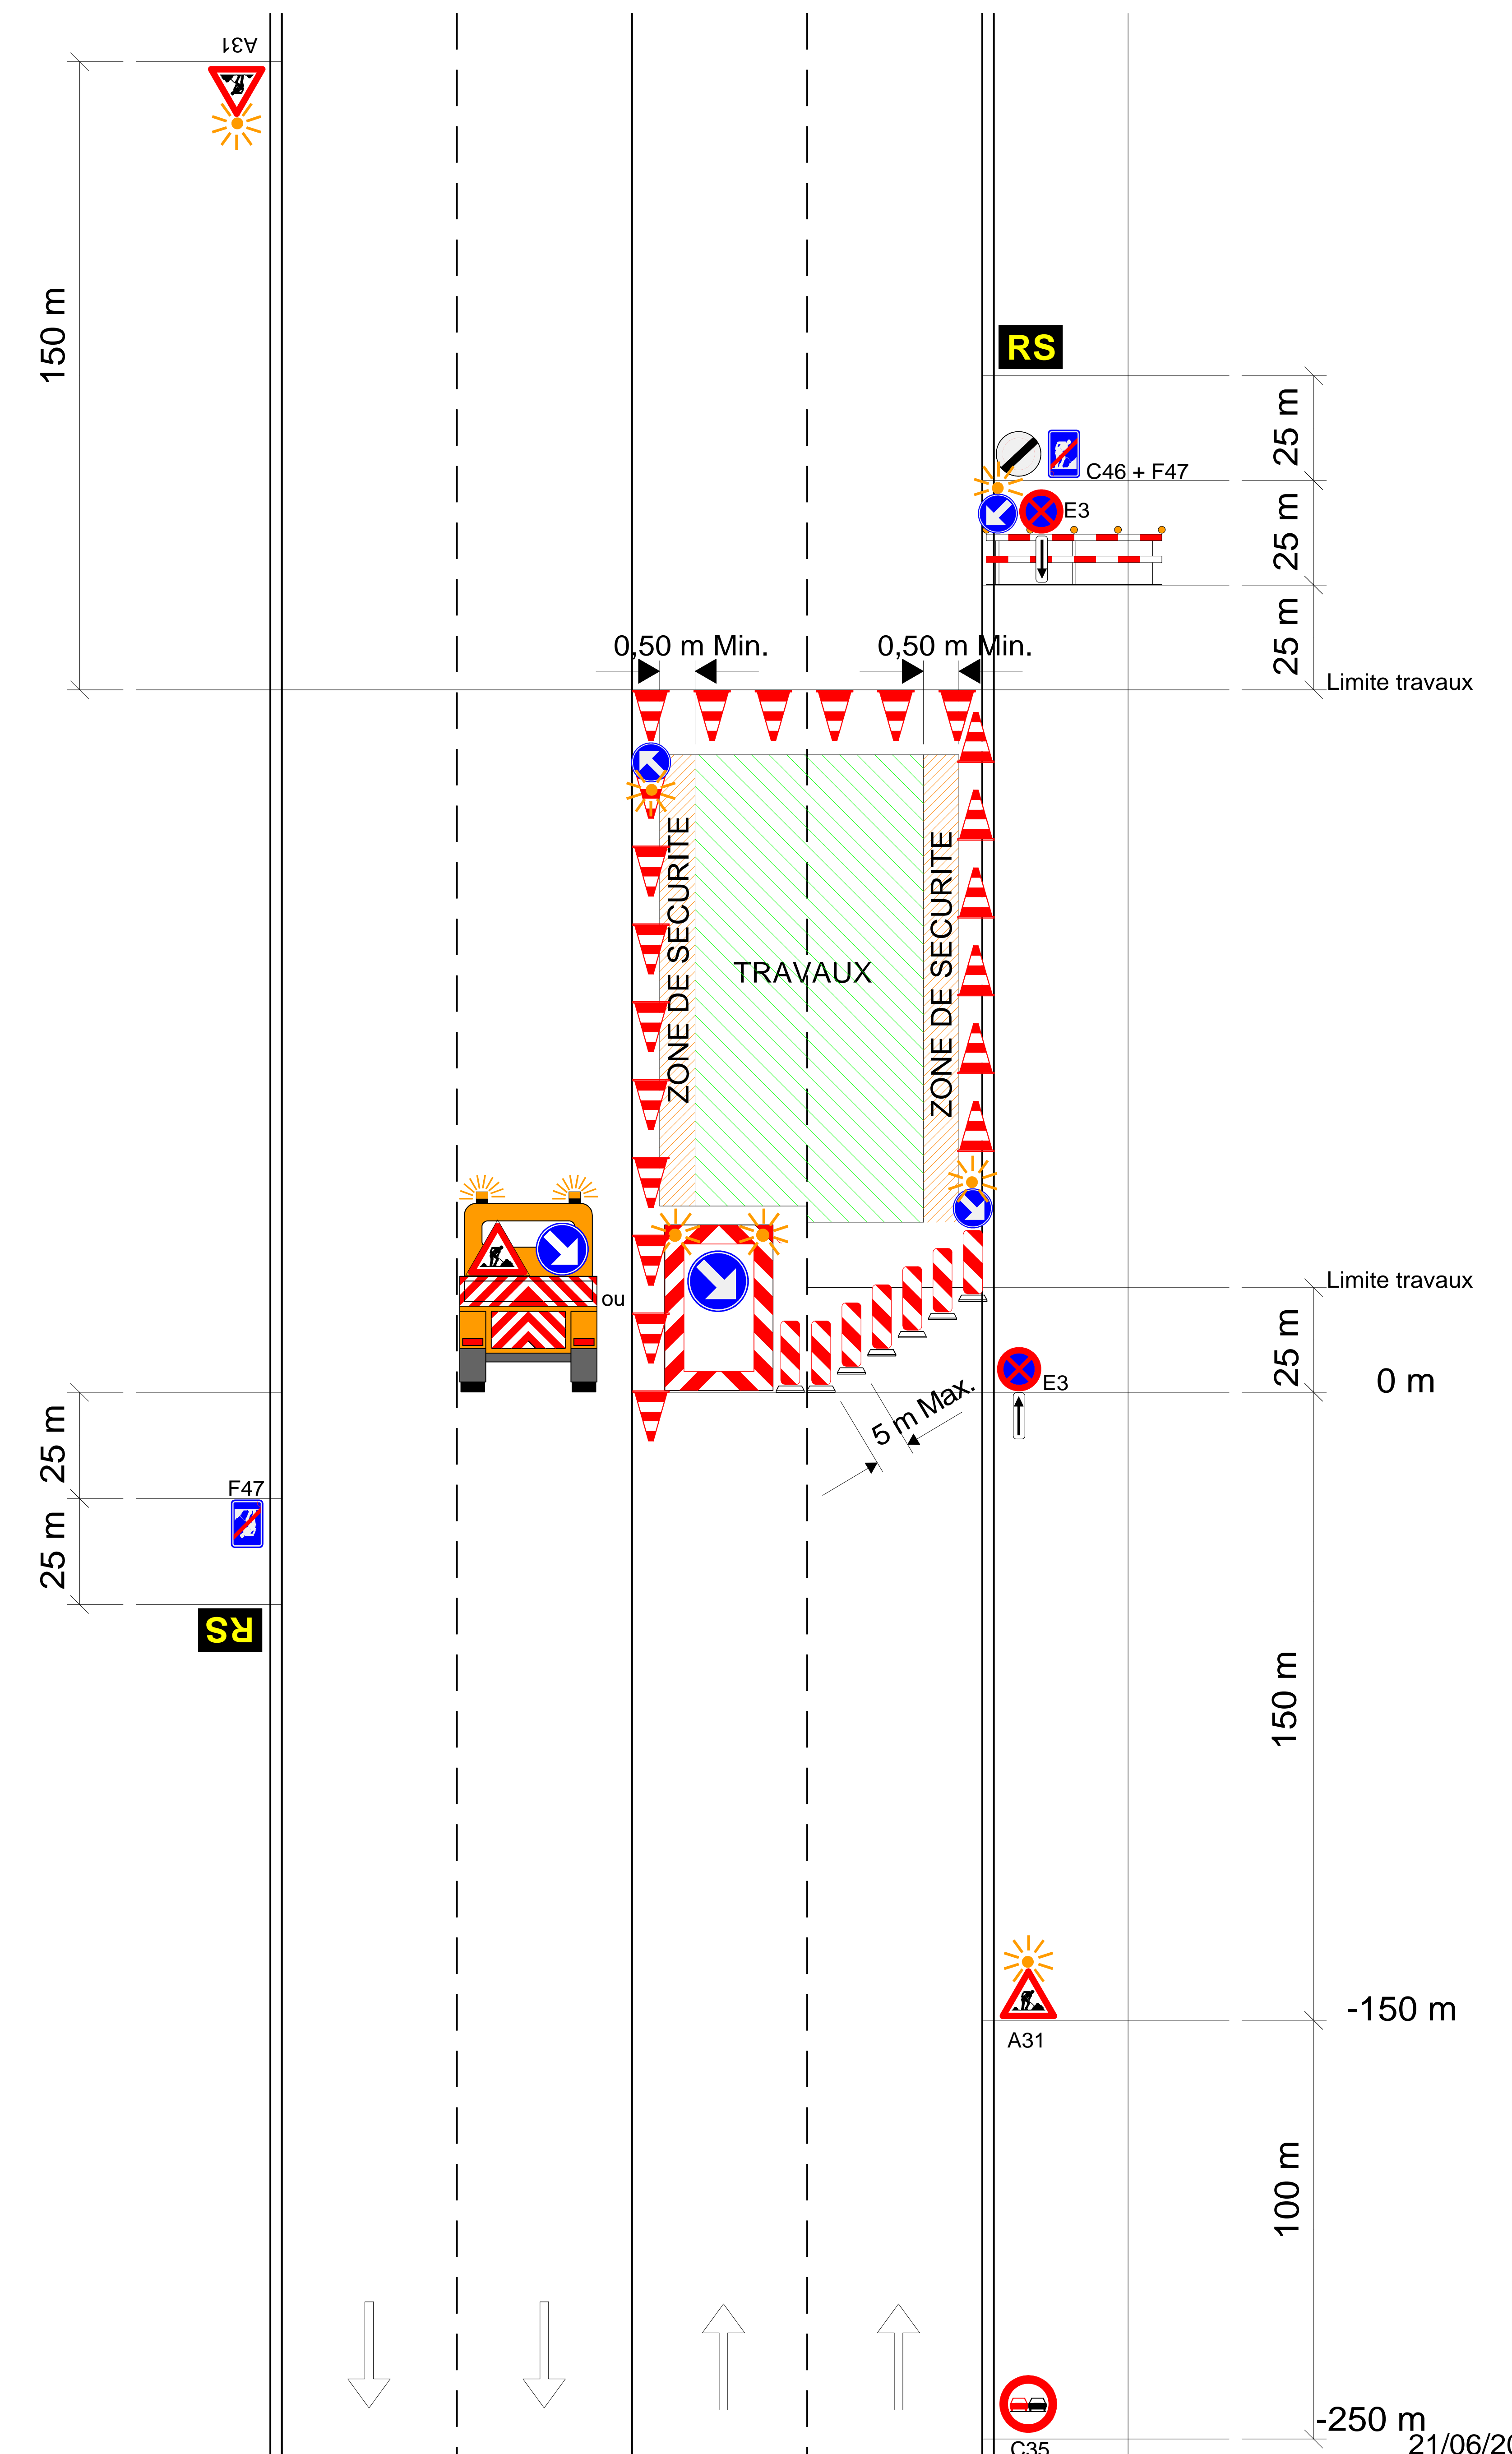 A31
150 m
RS
25 m
C46 + F47
25 m
E3
25 m
0,50 m Min.
0,50 m Min.
Limite travaux
ZONE DE SECURITE
TRAVAUX
ZONE DE SECURITE
ou
Limite travaux
25 m
0 m
E3
5 m Max.
25 m
F47
25 m
RS
150 m
-150 m
A31
100 m
-250 m
C35